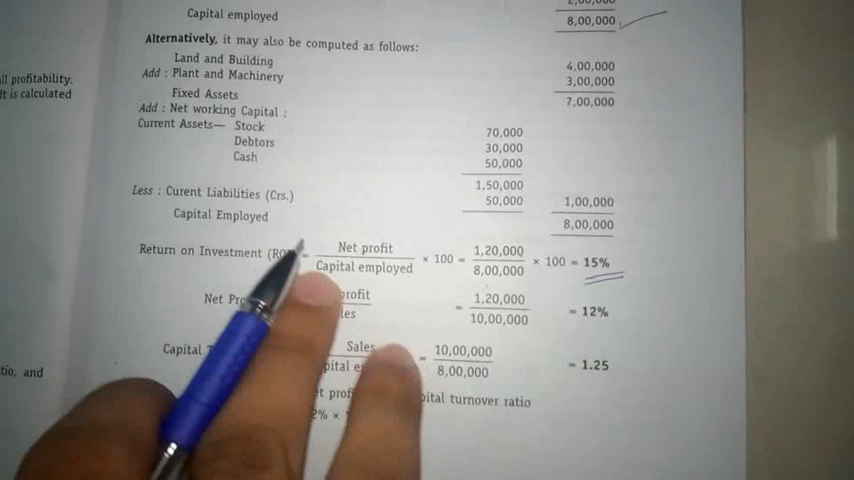 ll profitability.
It is calculated
tio, and
Capital employed 8,00,000
Alternatively, it may also be computed as follows:
Land and Building 4,00,000
Add : Plant and Machinery 3,00,000
Fixed Assets 7,00,000
Add : Net working Capital :
Current Assets— Stock 70,000
Debtors 30,000
Cash 50,000
1,50,000
Less : Curent Liabilities (Crs.) 50,000 1,00,000
Capital Employed 8,00,000
Return on Investment (RO = Net profit / Capital employed × 100 = 1,20,000 / 8,00,000 × 100 = 15%
Net Pr profit / les = 1,20,000 / 10,00,000 = 12%
Capital T Sales / pital e = 10,00,000 / 8,00,000 = 1.25
t prof pital turnover ratio
2% ×